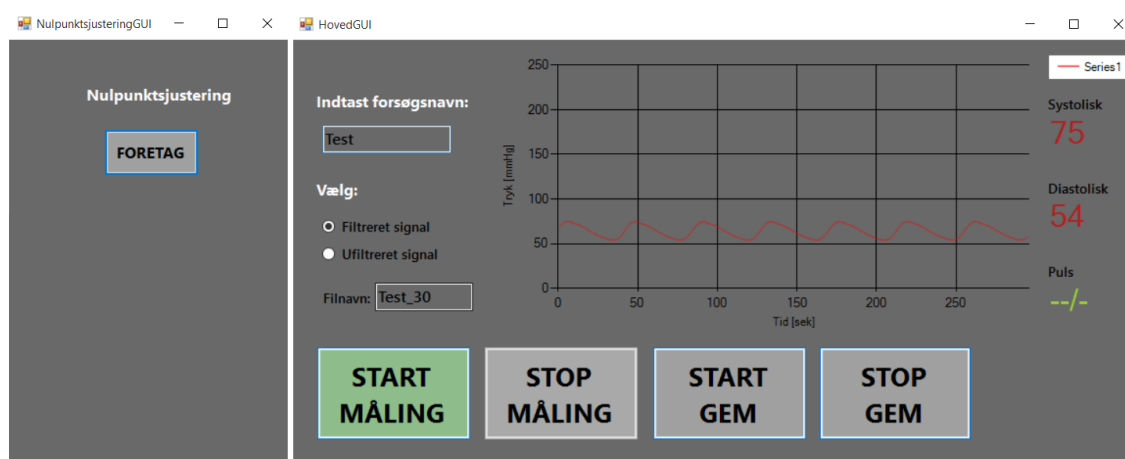 NulpunktsjusteringGUI
Nulpunktsjustering
FORETAG
HovedGUI
Indtast forsøgsnavn:
Test
Vælg:
Filtreret signal
Ufiltreret signal
Filnavn: Test_30
250
200
150
100
50
0
Tryk [mmHg]
0 50 100 150 200 250
Tid [sek]
Series1
Systolisk
75
Diastolisk
54
Puls
--/-
START
MÅLING
STOP
MÅLING
START
GEM
STOP
GEM